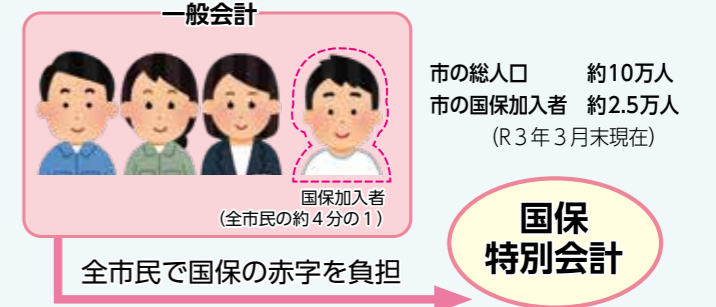 一般会計
市の総人口　約10万人
市の国保加入者　約2.5万人
(R３年３月末現在)
国保加入者
(全市民の約４分の１)
国保
特別会計
全市民で国保の赤字を負担